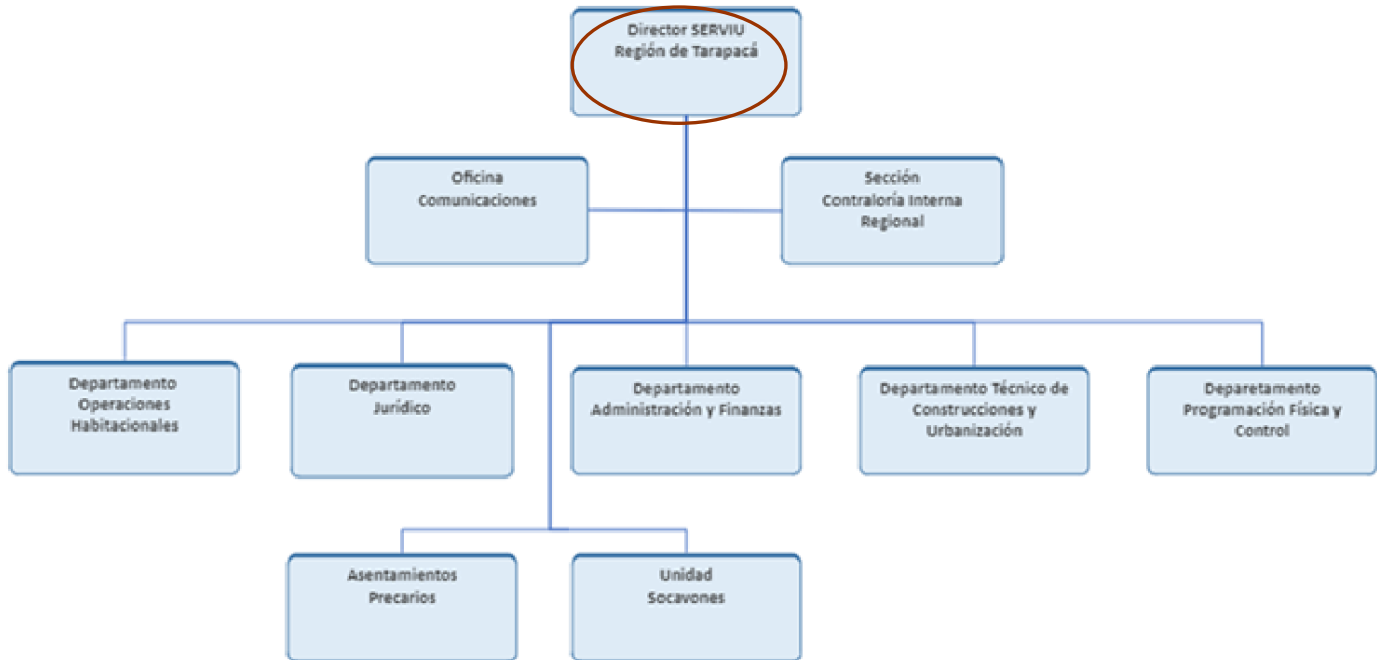 Director SERVIU
Región de Tarapacá
Oficina
Comunicaciones
Sección
Contraloría Interna
Regional
Departamento
Operaciones
Habitacionales
Departamento
Jurídico
Departamento
Administración y Finanzas
Departamento Técnico de
Construcciones y
Urbanización
Deparetamento
Programación Física y
Control
Asentamientos
Precarios
Unidad
Socavones